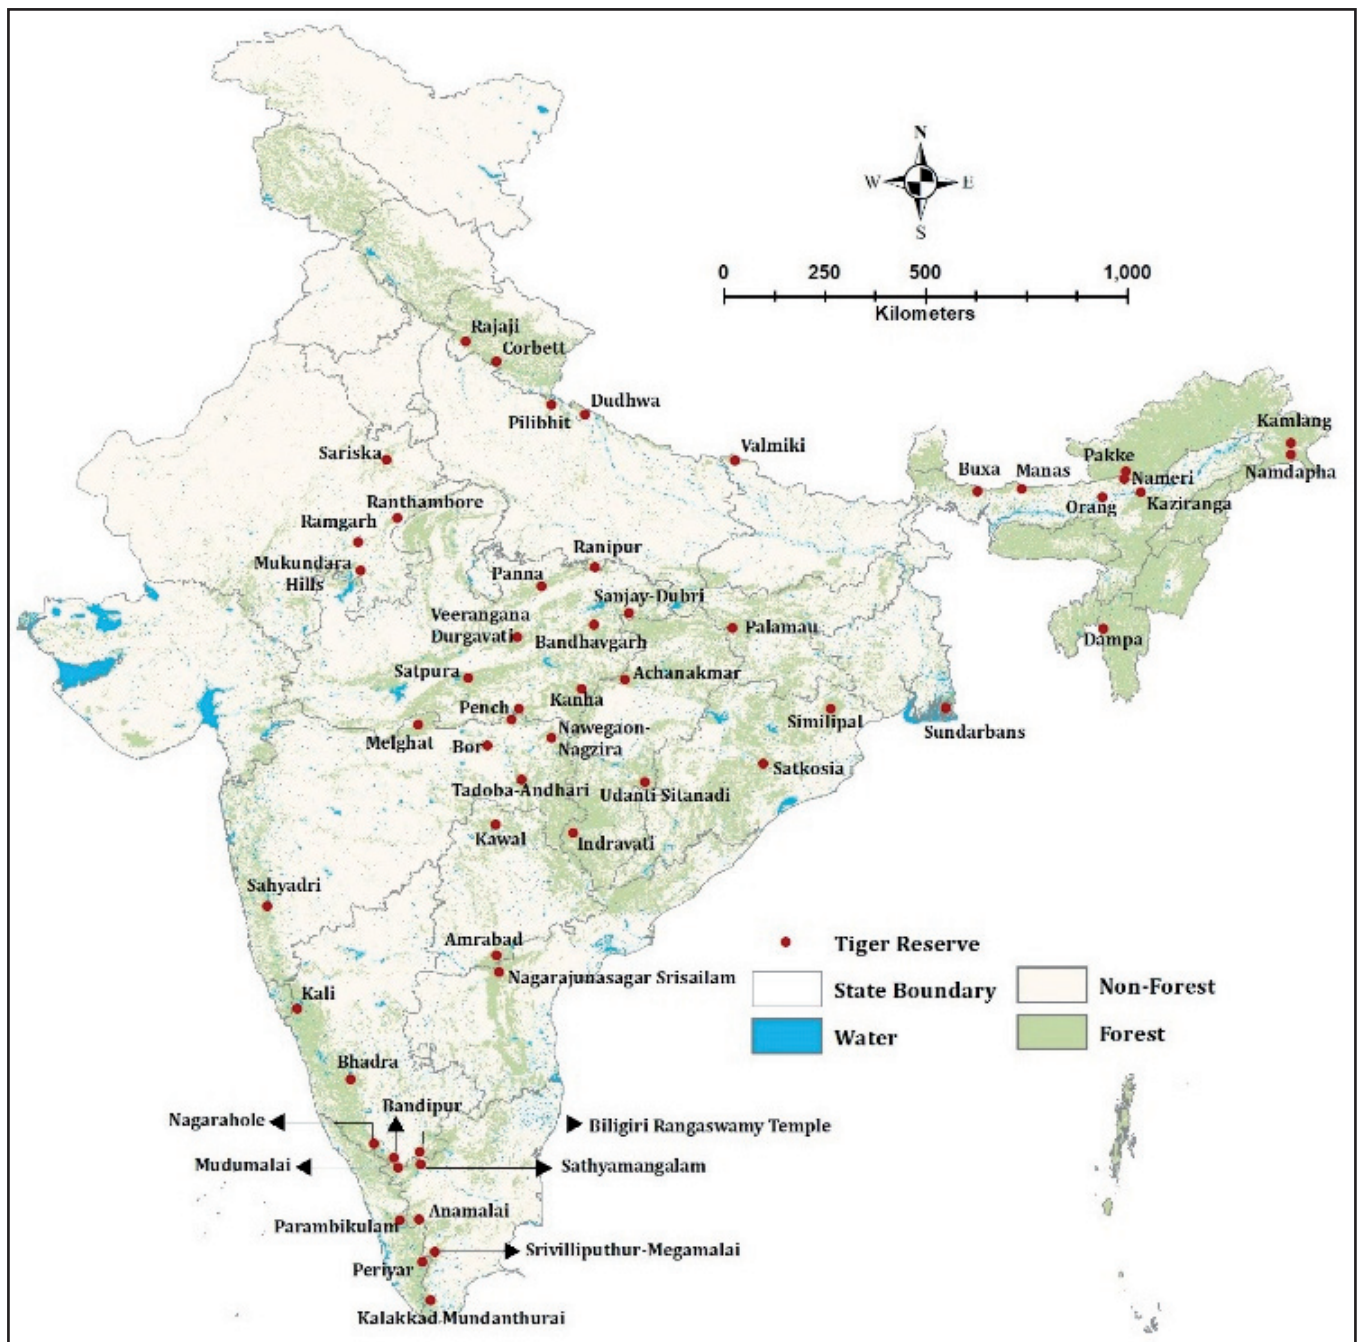 N
W
E
S
0 250 500 1,000
Kilometers
Rajaji
Corbett
Pilibhit
Dudhwa
Sariska
Valmiki
Kamlang
Pakke
Buxa
Manas
Nameri
Namdapha
Orang
Kaziranga
Ranthambore
Ramgarh
Mukundara
Hills
Ranipur
Panna
Sanjay-Dubri
Veerangana
Durgavati
Bandhavgarh
Palamau
Dampa
Satpura
Achanakmar
Kanha
Pench
Similipal
Sundarbans
Melghat
Bor
Nawegaon-
Nagzira
Satkosia
Tadoba-Andhari
Udanti Sitanadi
Kawal
Indravati
Sahyadri
Amrabad
Nagarajunasagar Srisailam
Kali
Bhadra
Bandipur
Nagarahole
Biligiri Rangaswamy Temple
Mudumalai
Sathyamangalam
Anamalai
Parambikulam
Srivilliputhur-Megamalai
Periyar
Kalakkad Mundanthurai
Tiger Reserve
State Boundary
Water
Non-Forest
Forest